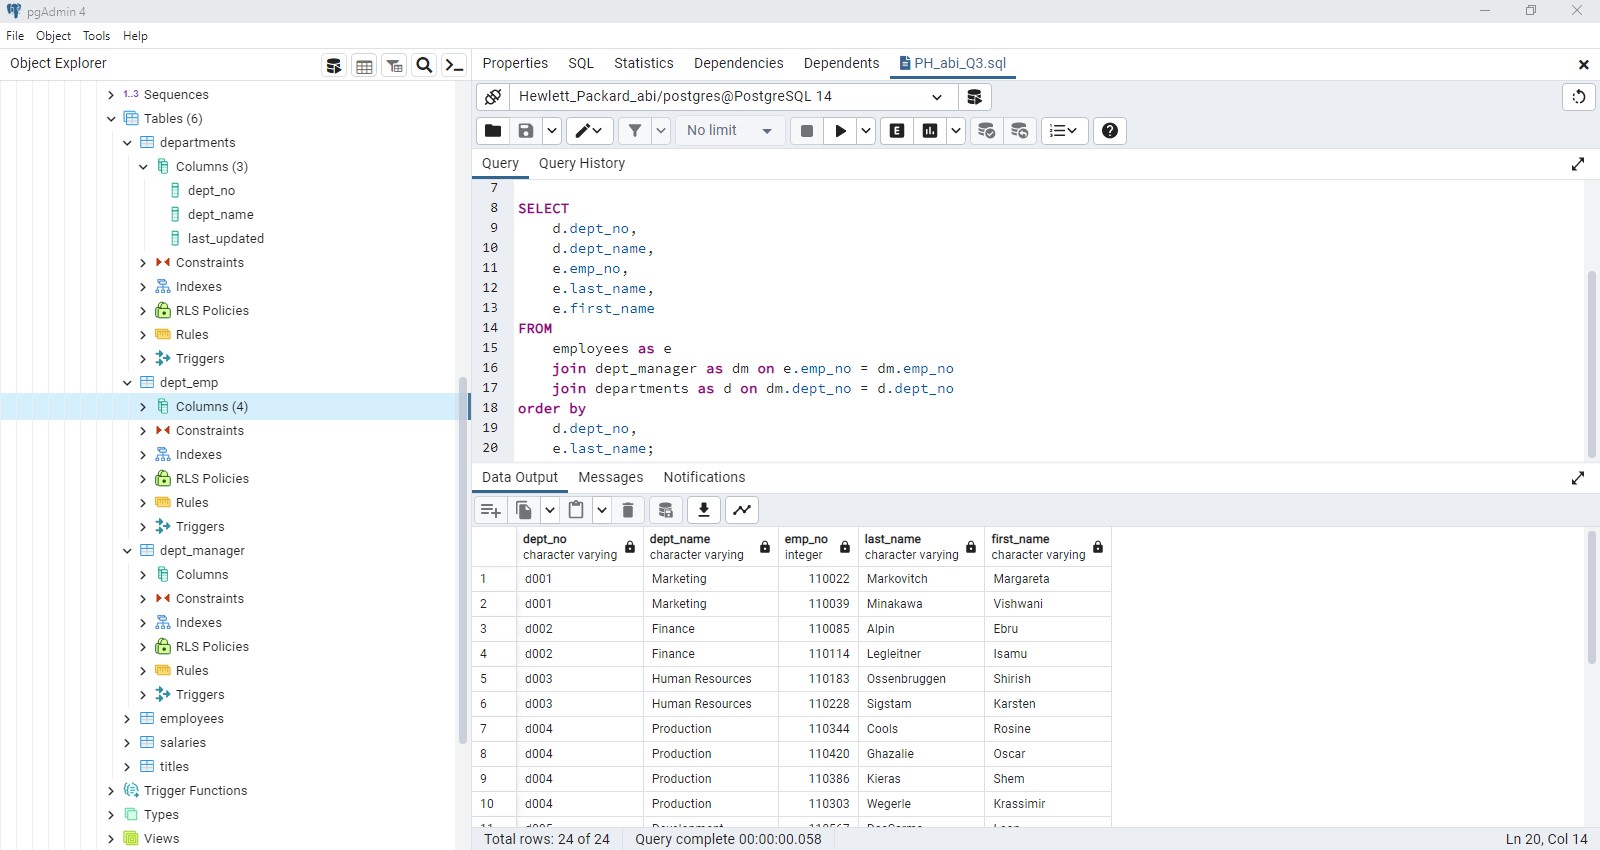 pgAdmin 4
File Object Tools Help
Object Explorer
Sequences
Tables (6)
departments
Columns (3)
dept_no
dept_name
last_updated
Constraints
Indexes
RLS Policies
Rules
Triggers
dept_emp
Columns (4)
Constraints
Indexes
RLS Policies
Rules
Triggers
dept_manager
Columns
Constraints
Indexes
RLS Policies
Rules
Triggers
employees
salaries
titles
Trigger Functions
Types
Views
Properties SQL Statistics Dependencies Dependents PH_abi_Q3.sql
Hewlett_Packard_abi/postgres@PostgreSQL 14
No limit
Query Query History
7
8 SELECT
9 d.dept_no,
10 d.dept_name,
11 e.emp_no,
12 e.last_name,
13 e.first_name
14 FROM
15 employees as e
16 join dept_manager as dm on e.emp_no = dm.emp_no
17 join departments as d on dm.dept_no = d.dept_no
18 order by
19 d.dept_no,
20 e.last_name;
Data Output Messages Notifications
dept_no dept_name emp_no last_name first_name
character varying character varying integer character varying character varying
1 d001 Marketing 110022 Markovitch Margareta
2 d001 Marketing 110039 Minakawa Vishwani
3 d002 Finance 110085 Alpin Ebru
4 d002 Finance 110114 Legleitner Isamu
5 d003 Human Resources 110183 Ossenbruggen Shirish
6 d003 Human Resources 110228 Sigstam Karsten
7 d004 Production 110344 Cools Rosine
8 d004 Production 110420 Ghazalie Oscar
9 d004 Production 110386 Kieras Shem
10 d004 Production 110303 Wegerle Krassimir
Total rows: 24 of 24 Query complete 00:00:00.058 Ln 20, Col 14